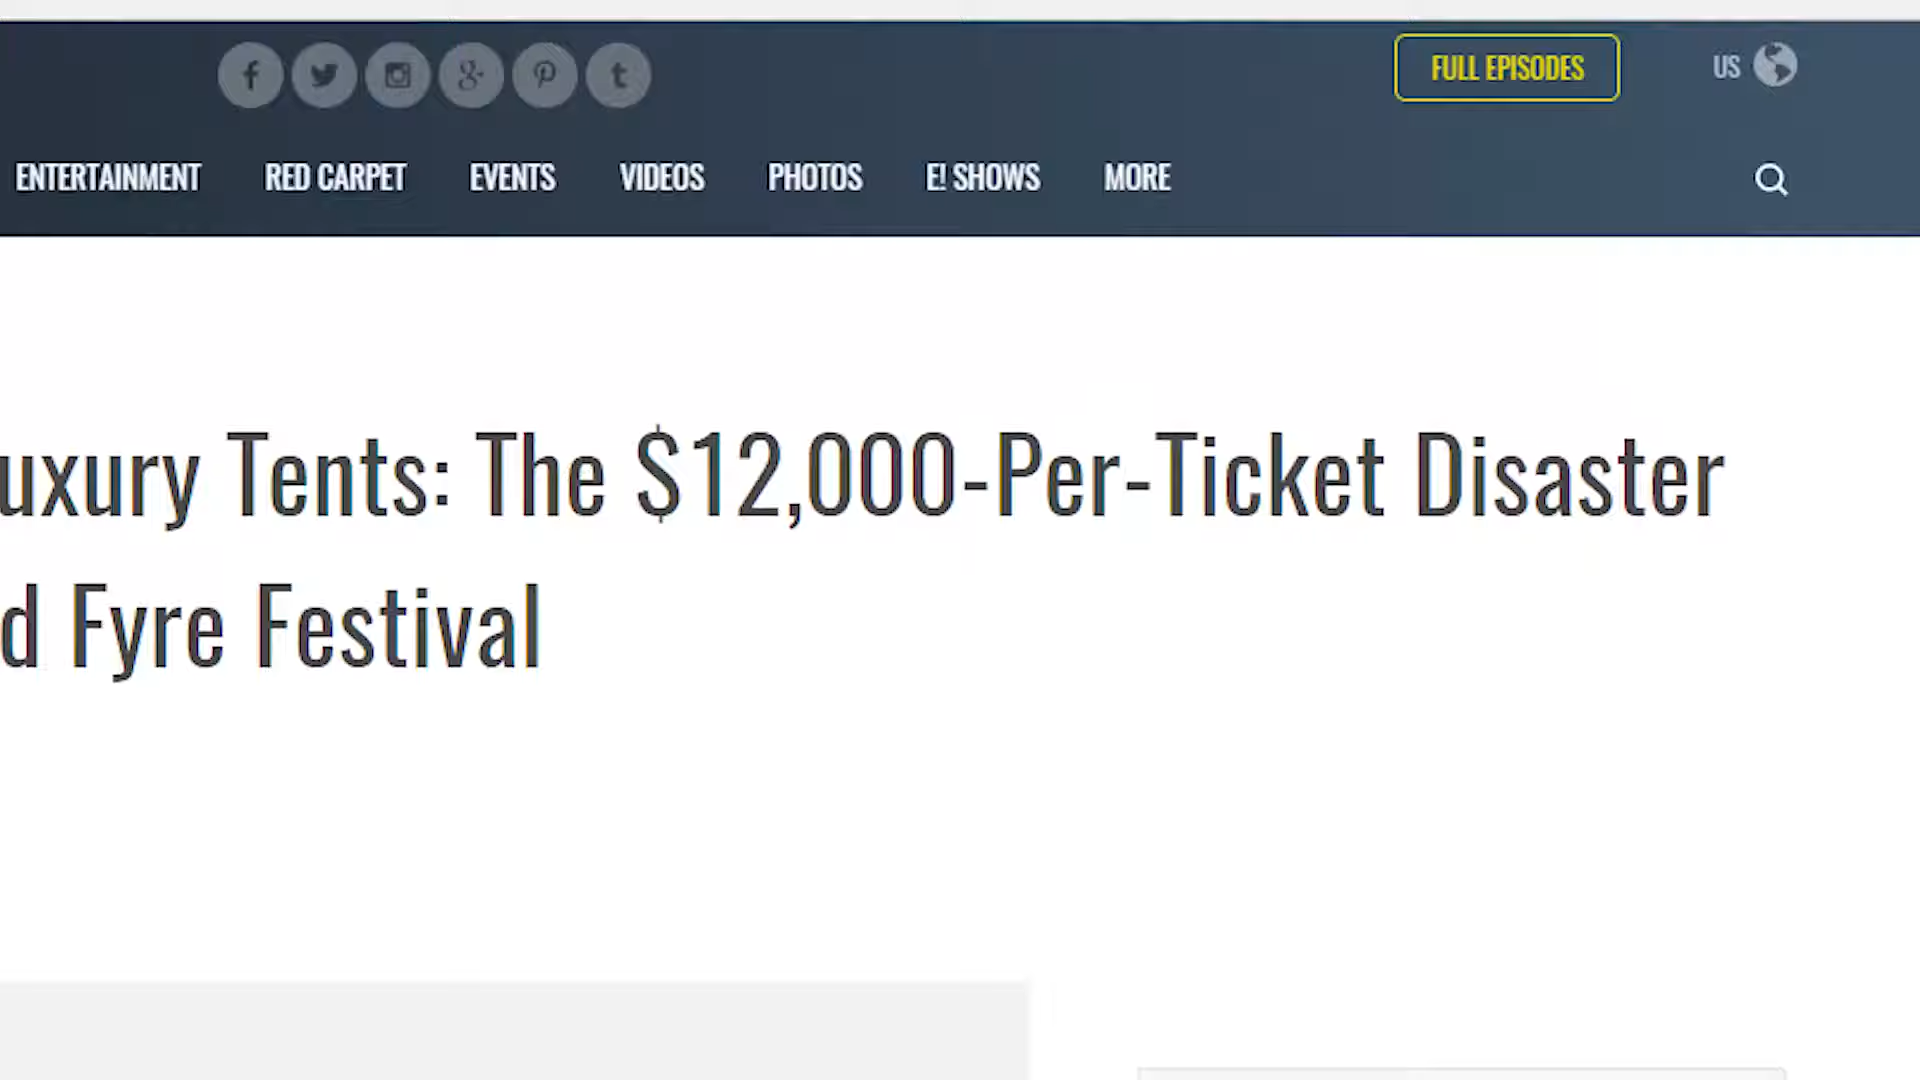 FULL EPISODES
US
ENTERTAINMENT RED CARPET EVENTS VIDEOS PHOTOS E! SHOWS MORE
uxury Tents: The $12,000-Per-Ticket Disaster
d Fyre Festival